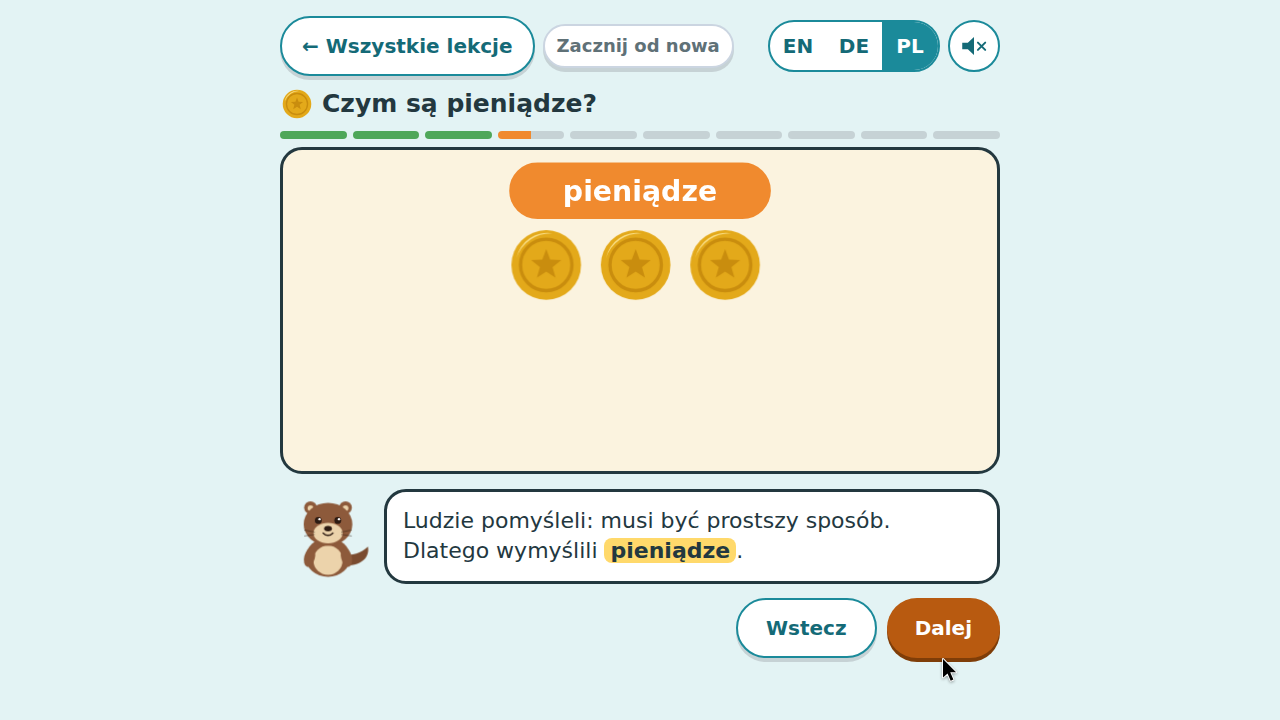 ← Wszystkie lekcje
Zacznij od nowa
EN DE PL
Czym są pieniądze?
pieniądze
Ludzie pomyśleli: musi być prostszy sposób.
Dlatego wymyślili pieniądze.
Wstecz
Dalej